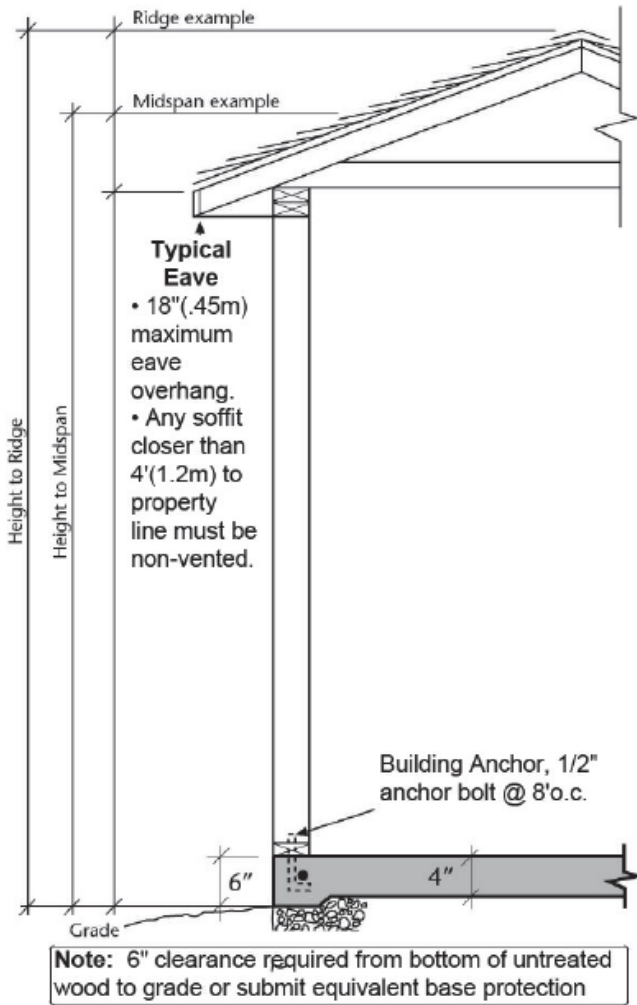 Ridge example
Midspan example
Typical
Eave
• 18"(.45m)
maximum
eave
overhang.
• Any soffit
closer than
4'(1.2m) to
property
line must be
non-vented.
Height to Ridge
Height to Midspan
Building Anchor, 1/2"
anchor bolt @ 8'o.c.
6"
4"
Grade
Note: 6" clearance required from bottom of untreated
wood to grade or submit equivalent base protection